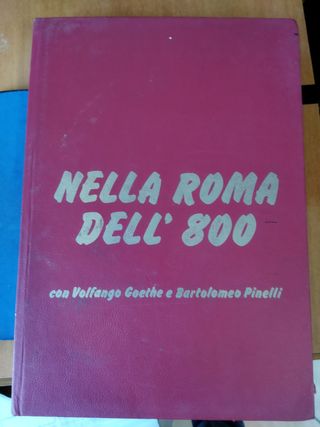 NELLA ROMA
DELL' 800
con Volfango Goethe e Bartolomeo Pinelli